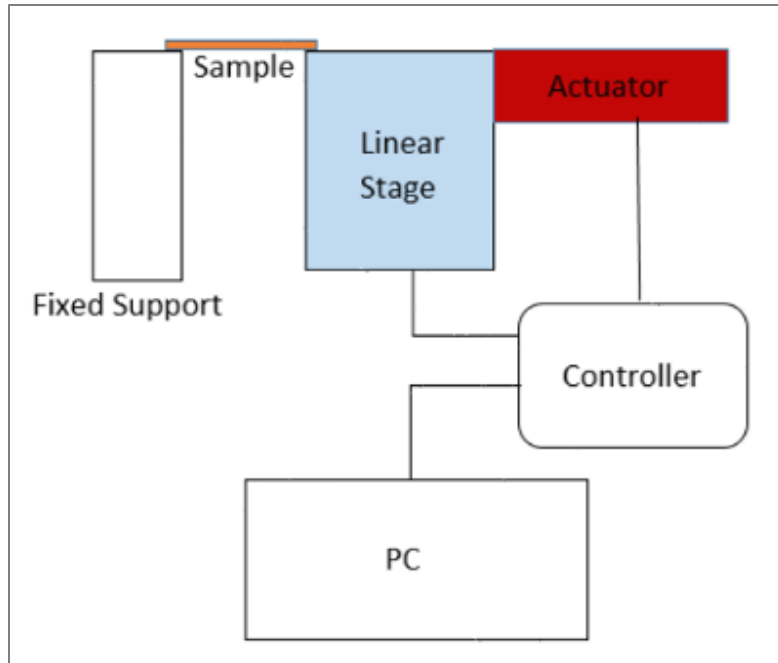 Sample
Actuator
Linear
Stage
Fixed Support
Controller
PC